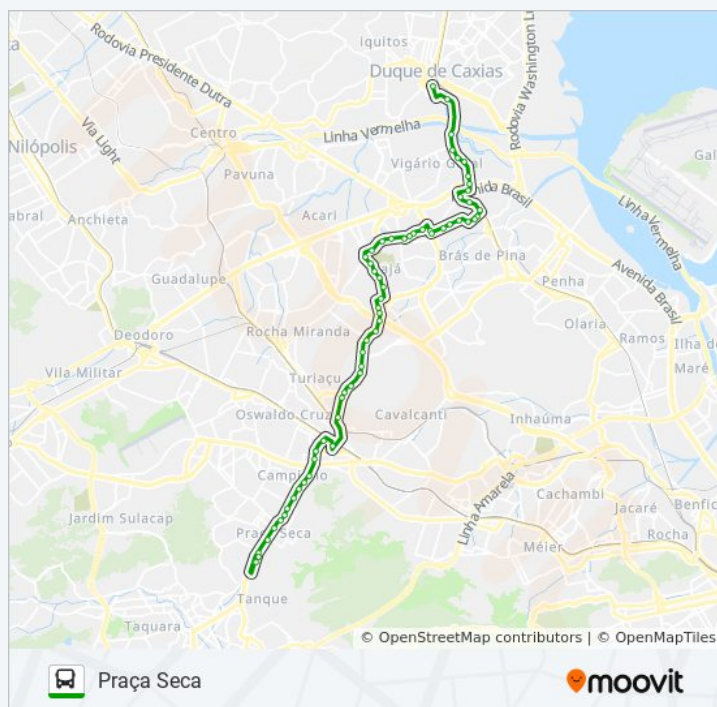 Iquitos
Duque de Caxias
Rodovia Presidente Dutra
Rodovia Washington Lu
Linha Vermelha
Centro
Via Light
Nilópolis
Vigário Geral
Gal
Pavuna
Avenida Brasil
abral
Anchieta
Acari
Linha Vermelha
Brás de Pina
Guadalupe
Irajá
Penha
Avenida Brasil
Rocha Miranda
Olaria
Deodoro
Ramos
Ilha do
Maré
Vila Militar
Turiaçu
Oswaldo Cruz
Cavalcanti
Inhaúma
Linha Amarela
Campinho
Cachambi
Jacaré
Benfic
Jardim Sulacap
Praça Seca
Rocha
Méier
Tanque
Taquara
© OpenStreetMap contributors | © OpenMapTiles
Praça Seca
moovit